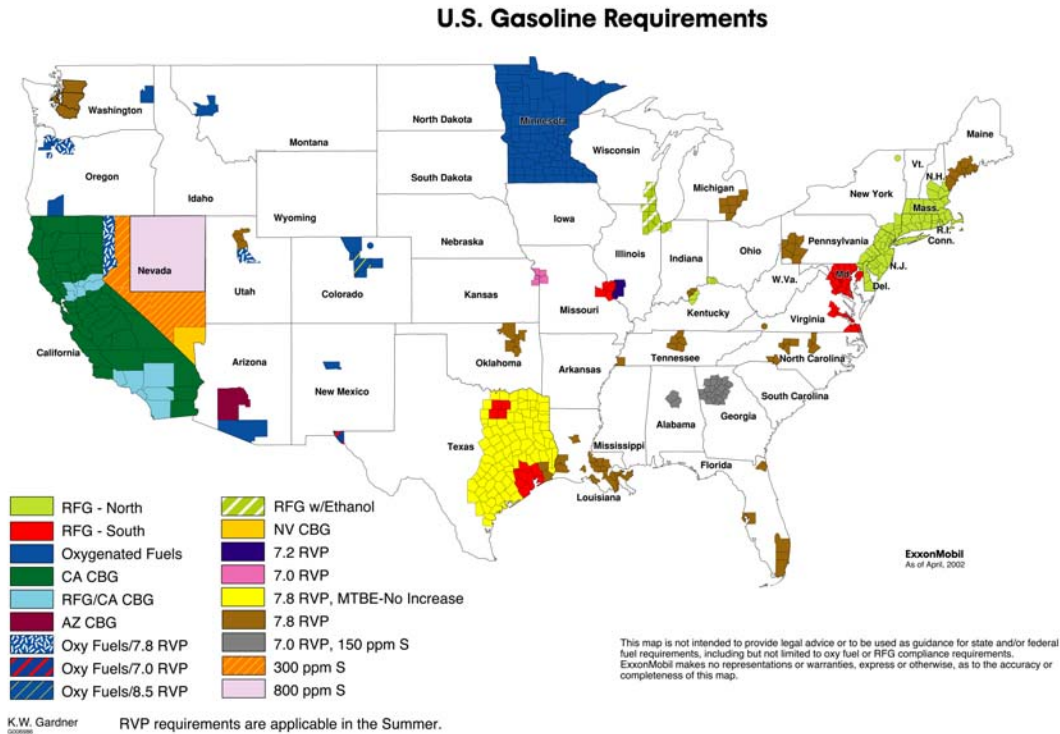 U.S. Gasoline Requirements
Washington
Oregon
Idaho
Montana
Wyoming
North Dakota
South Dakota
Minnesota
Wisconsin
Michigan
Iowa
Nebraska
Nevada
Utah
Colorado
Kansas
Missouri
Illinois
Indiana
Ohio
Kentucky
W.Va.
Virginia
Pennsylvania
New York
Vt.
N.H.
Maine
Mass.
R.I.
Conn.
N.J.
Del.
Md.
California
Arizona
New Mexico
Oklahoma
Arkansas
Tennessee
North Carolina
South Carolina
Texas
Louisiana
Mississippi
Alabama
Georgia
Florida
RFG - North
RFG - South
Oxygenated Fuels
CA CBG
RFG/CA CBG
AZ CBG
Oxy Fuels/7.8 RVP
Oxy Fuels/7.0 RVP
Oxy Fuels/8.5 RVP
RFG w/Ethanol
NV CBG
7.2 RVP
7.0 RVP
7.8 RVP, MTBE-No Increase
7.8 RVP
7.0 RVP, 150 ppm S
300 ppm S
800 ppm S
ExxonMobil
As of April, 2002
This map is not intended to provide legal advice or to be used as guidance for state and/or federal
fuel requirements, including but not limited to oxy fuel or RFG compliance requirements.
ExxonMobil makes no representations or warranties, express or otherwise, as to the accuracy or
completeness of this map.
K.W. Gardner
RVP requirements are applicable in the Summer.